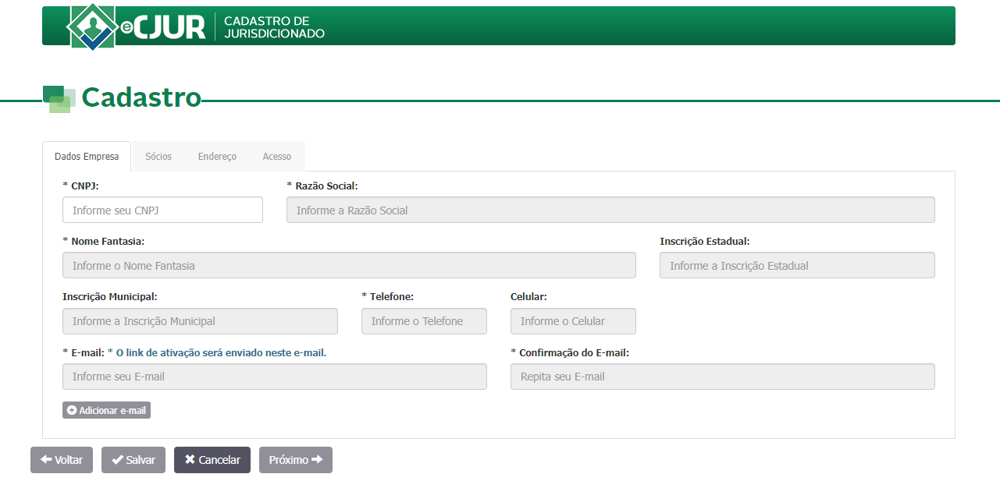 eCJUR
CADASTRO DE
JURISDICIONADO
Cadastro
Dados Empresa Sócios Endereço Acesso
* CNPJ: * Razão Social:
Informe seu CNPJ Informe a Razão Social
* Nome Fantasia: Inscrição Estadual:
Informe o Nome Fantasia Informe a Inscrição Estadual
Inscrição Municipal: * Telefone: Celular:
Informe a Inscrição Municipal Informe o Telefone Informe o Celular
* E-mail: * O link de ativação será enviado neste e-mail. * Confirmação do E-mail:
Informe seu E-mail Repita seu E-mail
Adicionar e-mail
Voltar Salvar Cancelar Próximo